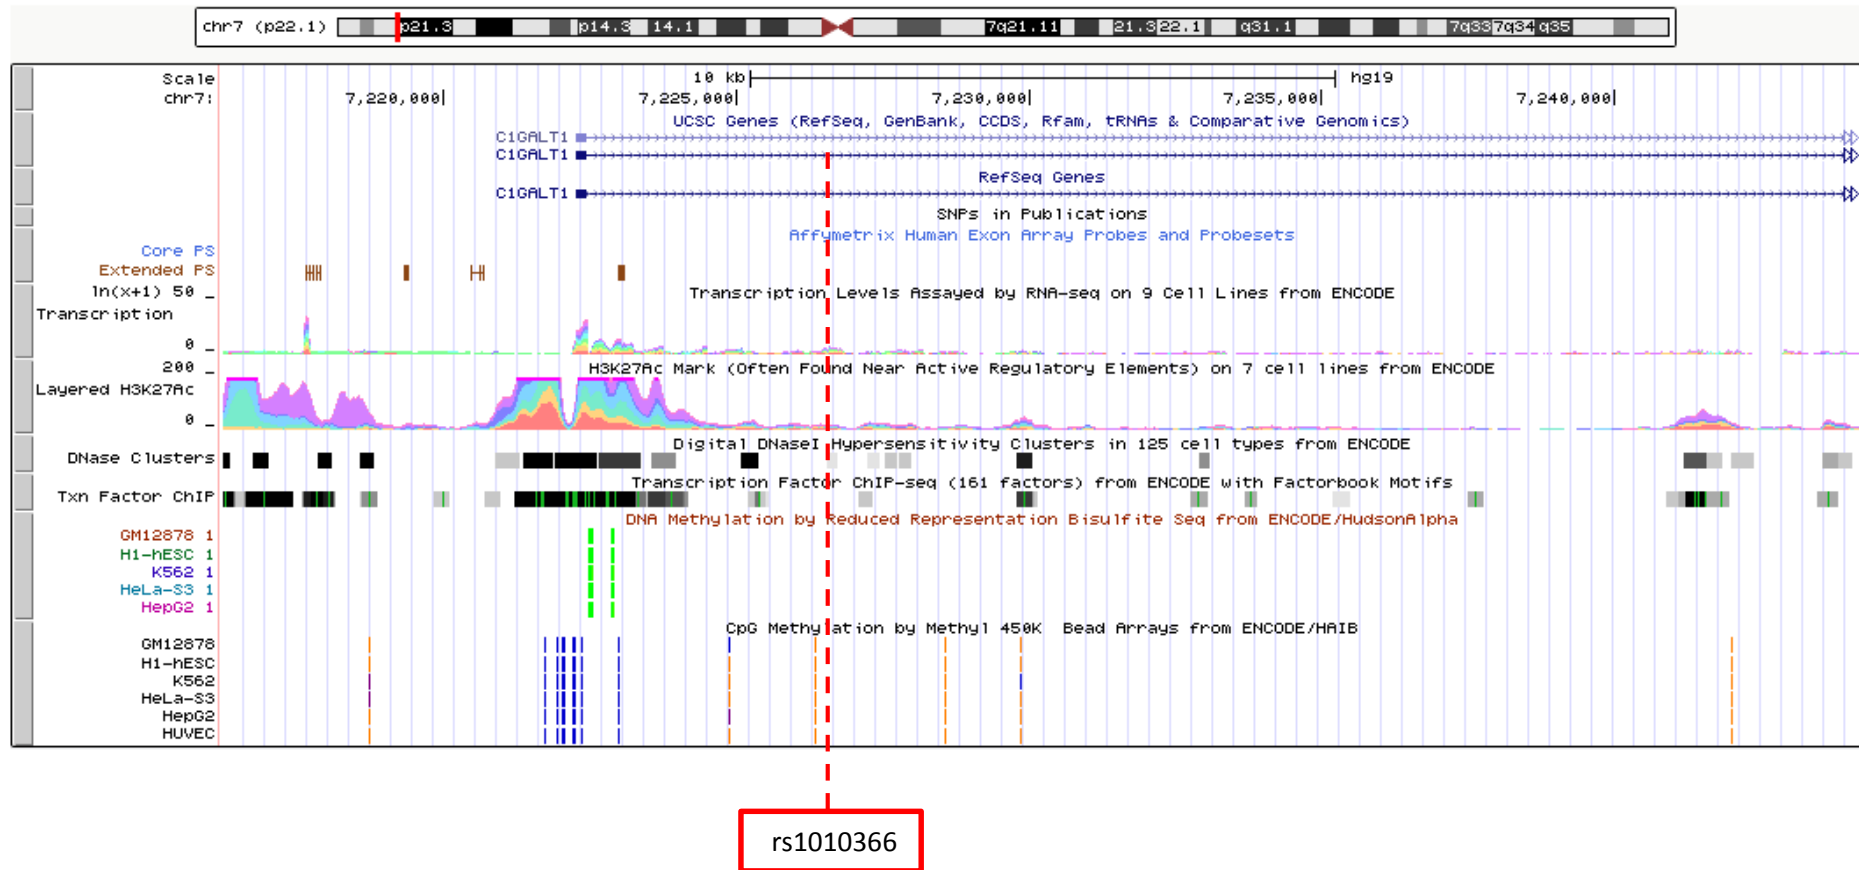 chr7 (p22.1) p21.3 p14.3 14.1 7q21.11 21.3 22.1 q31.1 7q33 7q34 q35
Scale 10 kb hg19
chr7: 7,220,000| 7,225,000| 7,230,000| 7,235,000| 7,240,000|
UCSC Genes (RefSeq, GenBank, CCDS, Rfam, tRNAs & Comparative Genomics)
C1GALT1
C1GALT1
RefSeq Genes
C1GALT1
SNPs in Publications
Affymetrix Human Exon Array Probes and Probesets
Core PS
Extended PS
ln(x+1) 50 _
Transcription Levels Assayed by RNA-seq on 9 Cell Lines from ENCODE
Transcription
0 _
200 _
H3K27Ac Mark (Often Found Near Active Regulatory Elements) on 7 cell lines from ENCODE
Layered H3K27Ac
0 _
Digital DNaseI Hypersensitivity Clusters in 125 cell types from ENCODE
DNase Clusters
Transcription Factor ChIP-seq (161 factors) from ENCODE with Factorbook Motifs
Txn Factor ChIP
DNA Methylation by Reduced Representation Bisulfite Seq from ENCODE/HudsonAlpha
GM12878 1
H1-hESC 1
K562 1
HeLa-S3 1
HepG2 1
CpG Methylation by Methyl 450K Bead Arrays from ENCODE/HAIB
GM12878
H1-hESC
K562
HeLa-S3
HepG2
HUVEC
rs1010366